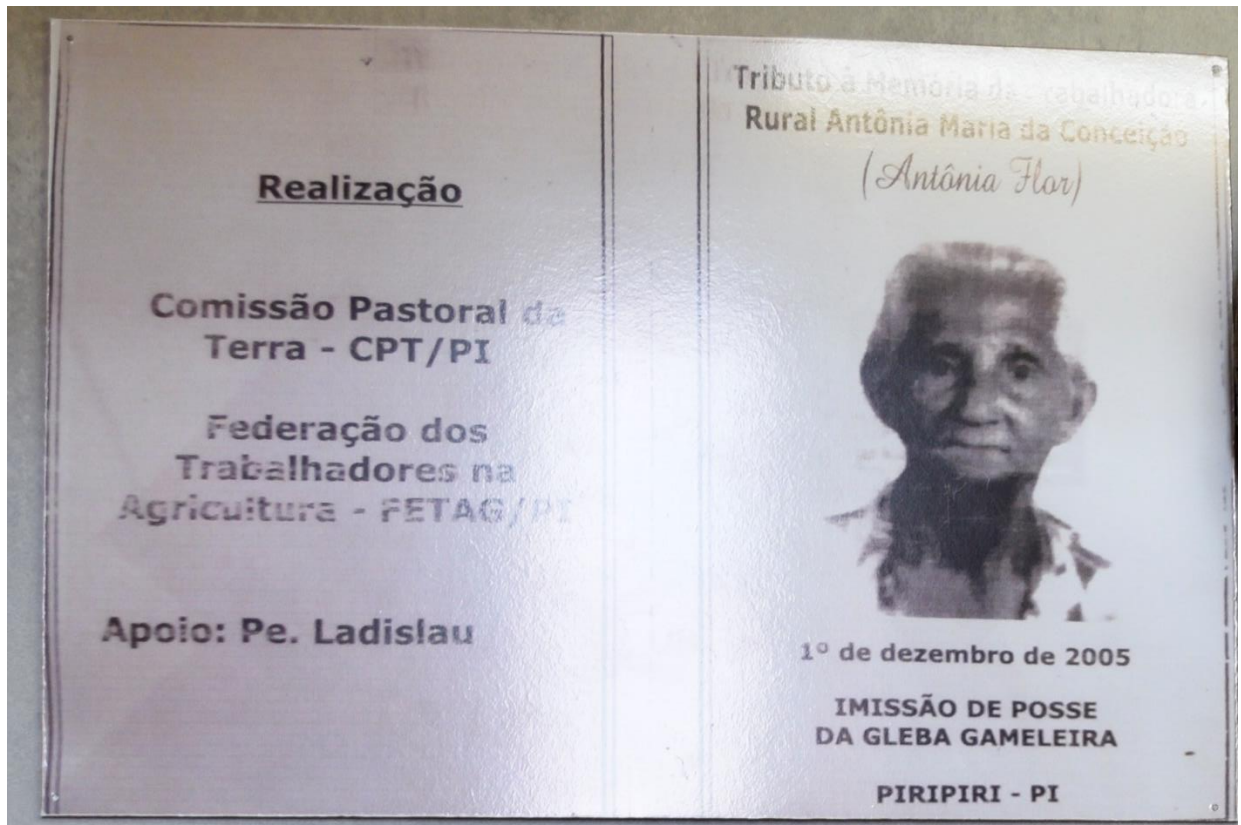 Realização
Comissão Pastoral da
Terra - CPT/PI
Federação dos
Trabalhadores na
Agricultura - FETAG/PI
Apoio: Pe. Ladislau
Tributo à Memória da Trabalhadora
Rural Antônia Maria da Conceição
(Antônia Flor)
1º de dezembro de 2005
IMISSÃO DE POSSE
DA GLEBA GAMELEIRA
PIRIPIRI - PI